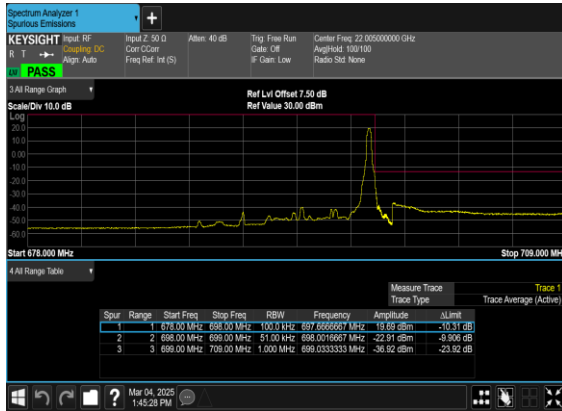 Spectrum Analyzer 1
Spurious Emissions
KEYSIGHT
R T
LU PASS
Input: RF
Coupling: DC
Align: Auto
Input Z: 50 Ω
Corr CCorr
Freq Ref: Int (S)
Atten: 40 dB
Trig: Free Run
Gate: Off
IF Gain: Low
Center Freq: 22.005000000 GHz
Avg|Hold: 100/100
Radio Std: None
3 All Range Graph
Scale/Div 10.0 dB
Ref Lvl Offset 7.50 dB
Ref Value 30.00 dBm
Log
20.0
10.0
0.00
-10.0
-20.0
-30.0
-40.0
-50.0
-60.0
Start 678.000 MHz
Stop 709.000 MHz
4 All Range Table
Measure Trace Trace 1
Trace Type Trace Average (Active)
Spur Range Start Freq Stop Freq RBW Frequency Amplitude ΔLimit
1 1 678.00 MHz 698.00 MHz 100.0 kHz 697.6666667 MHz 19.69 dBm -10.31 dB
2 2 698.00 MHz 699.00 MHz 51.00 kHz 698.0016667 MHz -22.91 dBm -9.906 dB
3 3 699.00 MHz 709.00 MHz 1.000 MHz 699.0333333 MHz -36.92 dBm -23.92 dB
?
Mar 04, 2025
1:45:28 PM